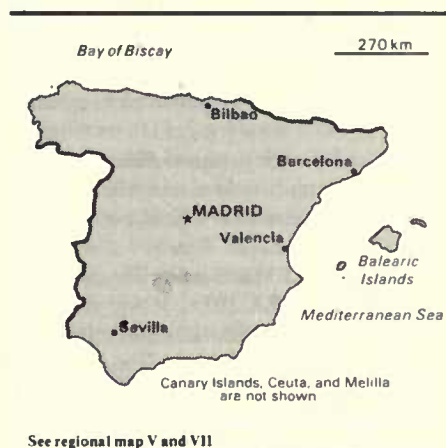 Bay of Biscay
270 km
Bilbao
Barcelona
MADRID
Valencia
Balearic
Islands
Mediterranean Sea
Sevilla
Canary Islands, Ceuta, and Melilla
are not shown
See regional map V and VII